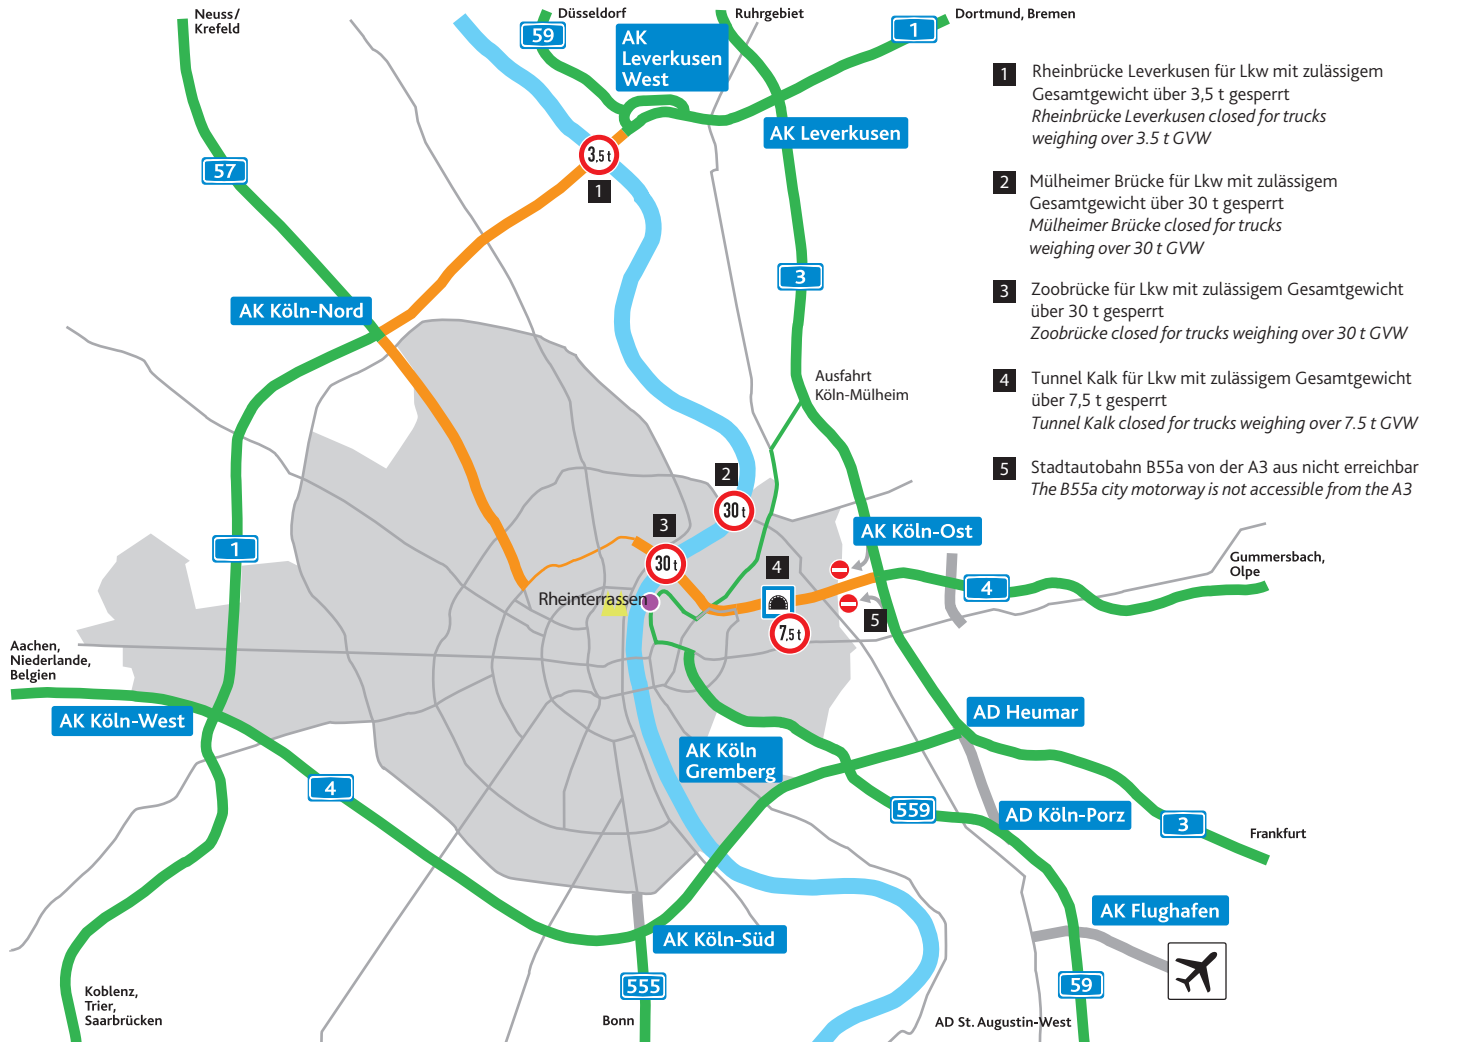 Neuss/
Krefeld
Düsseldorf
Ruhrgebiet
Dortmund, Bremen
59
AK
Leverkusen
West
1
AK Leverkusen
57
3,5 t
1
3
AK Köln-Nord
Ausfahrt
Köln-Mülheim
2
30 t
3
30 t
AK Köln-Ost
Gummersbach,
Olpe
1
4
4
Rheinterrassen
7,5 t
5
Aachen,
Niederlande,
Belgien
AK Köln-West
AD Heumar
AK Köln
Gremberg
4
559
AD Köln-Porz
3
Frankfurt
AK Flughafen
AK Köln-Süd
555
59
Koblenz,
Trier,
Saarbrücken
Bonn
AD St. Augustin-West
1 Rheinbrücke Leverkusen für Lkw mit zulässigem
Gesamtgewicht über 3,5 t gesperrt
Rheinbrücke Leverkusen closed for trucks
weighing over 3.5 t GVW
2 Mülheimer Brücke für Lkw mit zulässigem
Gesamtgewicht über 30 t gesperrt
Mülheimer Brücke closed for trucks
weighing over 30 t GVW
3 Zoobrücke für Lkw mit zulässigem Gesamtgewicht
über 30 t gesperrt
Zoobrücke closed for trucks weighing over 30 t GVW
4 Tunnel Kalk für Lkw mit zulässigem Gesamtgewicht
über 7,5 t gesperrt
Tunnel Kalk closed for trucks weighing over 7.5 t GVW
5 Stadtautobahn B55a von der A3 aus nicht erreichbar
The B55a city motorway is not accessible from the A3